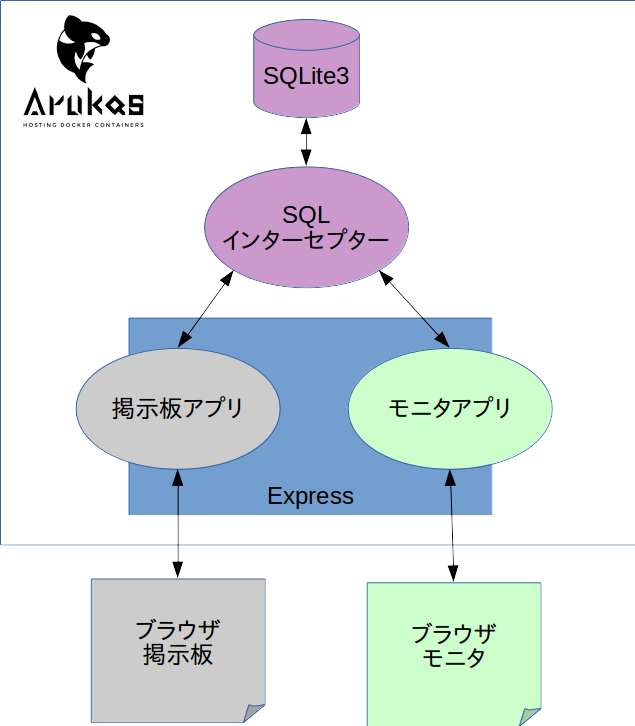 Arukas
HOSTING DOCKER CONTAINERS
SQLite3
SQL
インターセプター
掲示板アプリ
モニタアプリ
Express
ブラウザ
掲示板
ブラウザ
モニタ